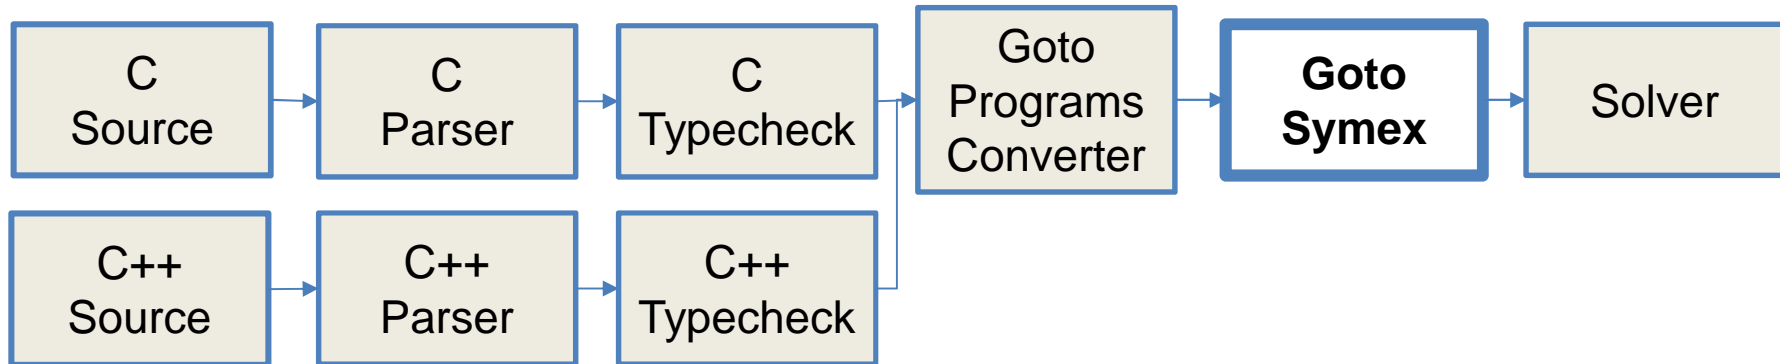 C
Source
C
Parser
C
Typecheck
Goto
Programs
Converter
Goto
Symex
Solver
C++
Source
C++
Parser
C++
Typecheck